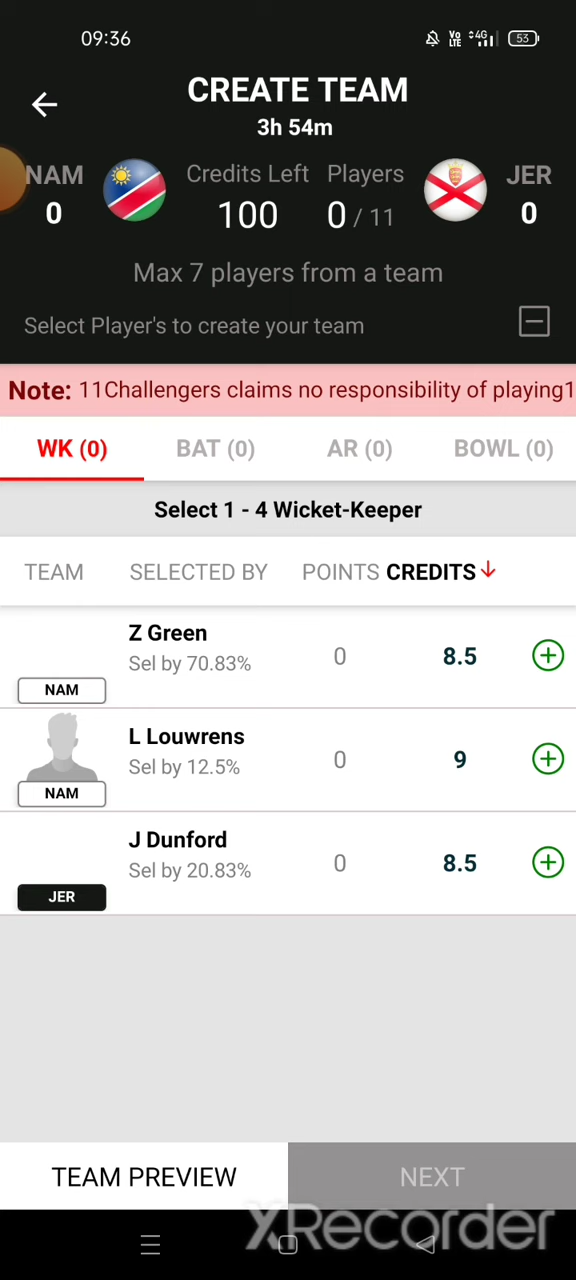 09:36
Vo LTE 4G 53
CREATE TEAM
3h 54m
NAM Credits Left Players JER
0 100 0 / 11 0
Max 7 players from a team
Select Player's to create your team
Note: 11Challengers claims no responsibility of playing1
WK (0) BAT (0) AR (0) BOWL (0)
Select 1 - 4 Wicket-Keeper
TEAM SELECTED BY POINTS CREDITS
Z Green
Sel by 70.83% 0 8.5
NAM
L Louwrens
Sel by 12.5% 0 9
NAM
J Dunford
Sel by 20.83% 0 8.5
JER
TEAM PREVIEW NEXT
XRecorder